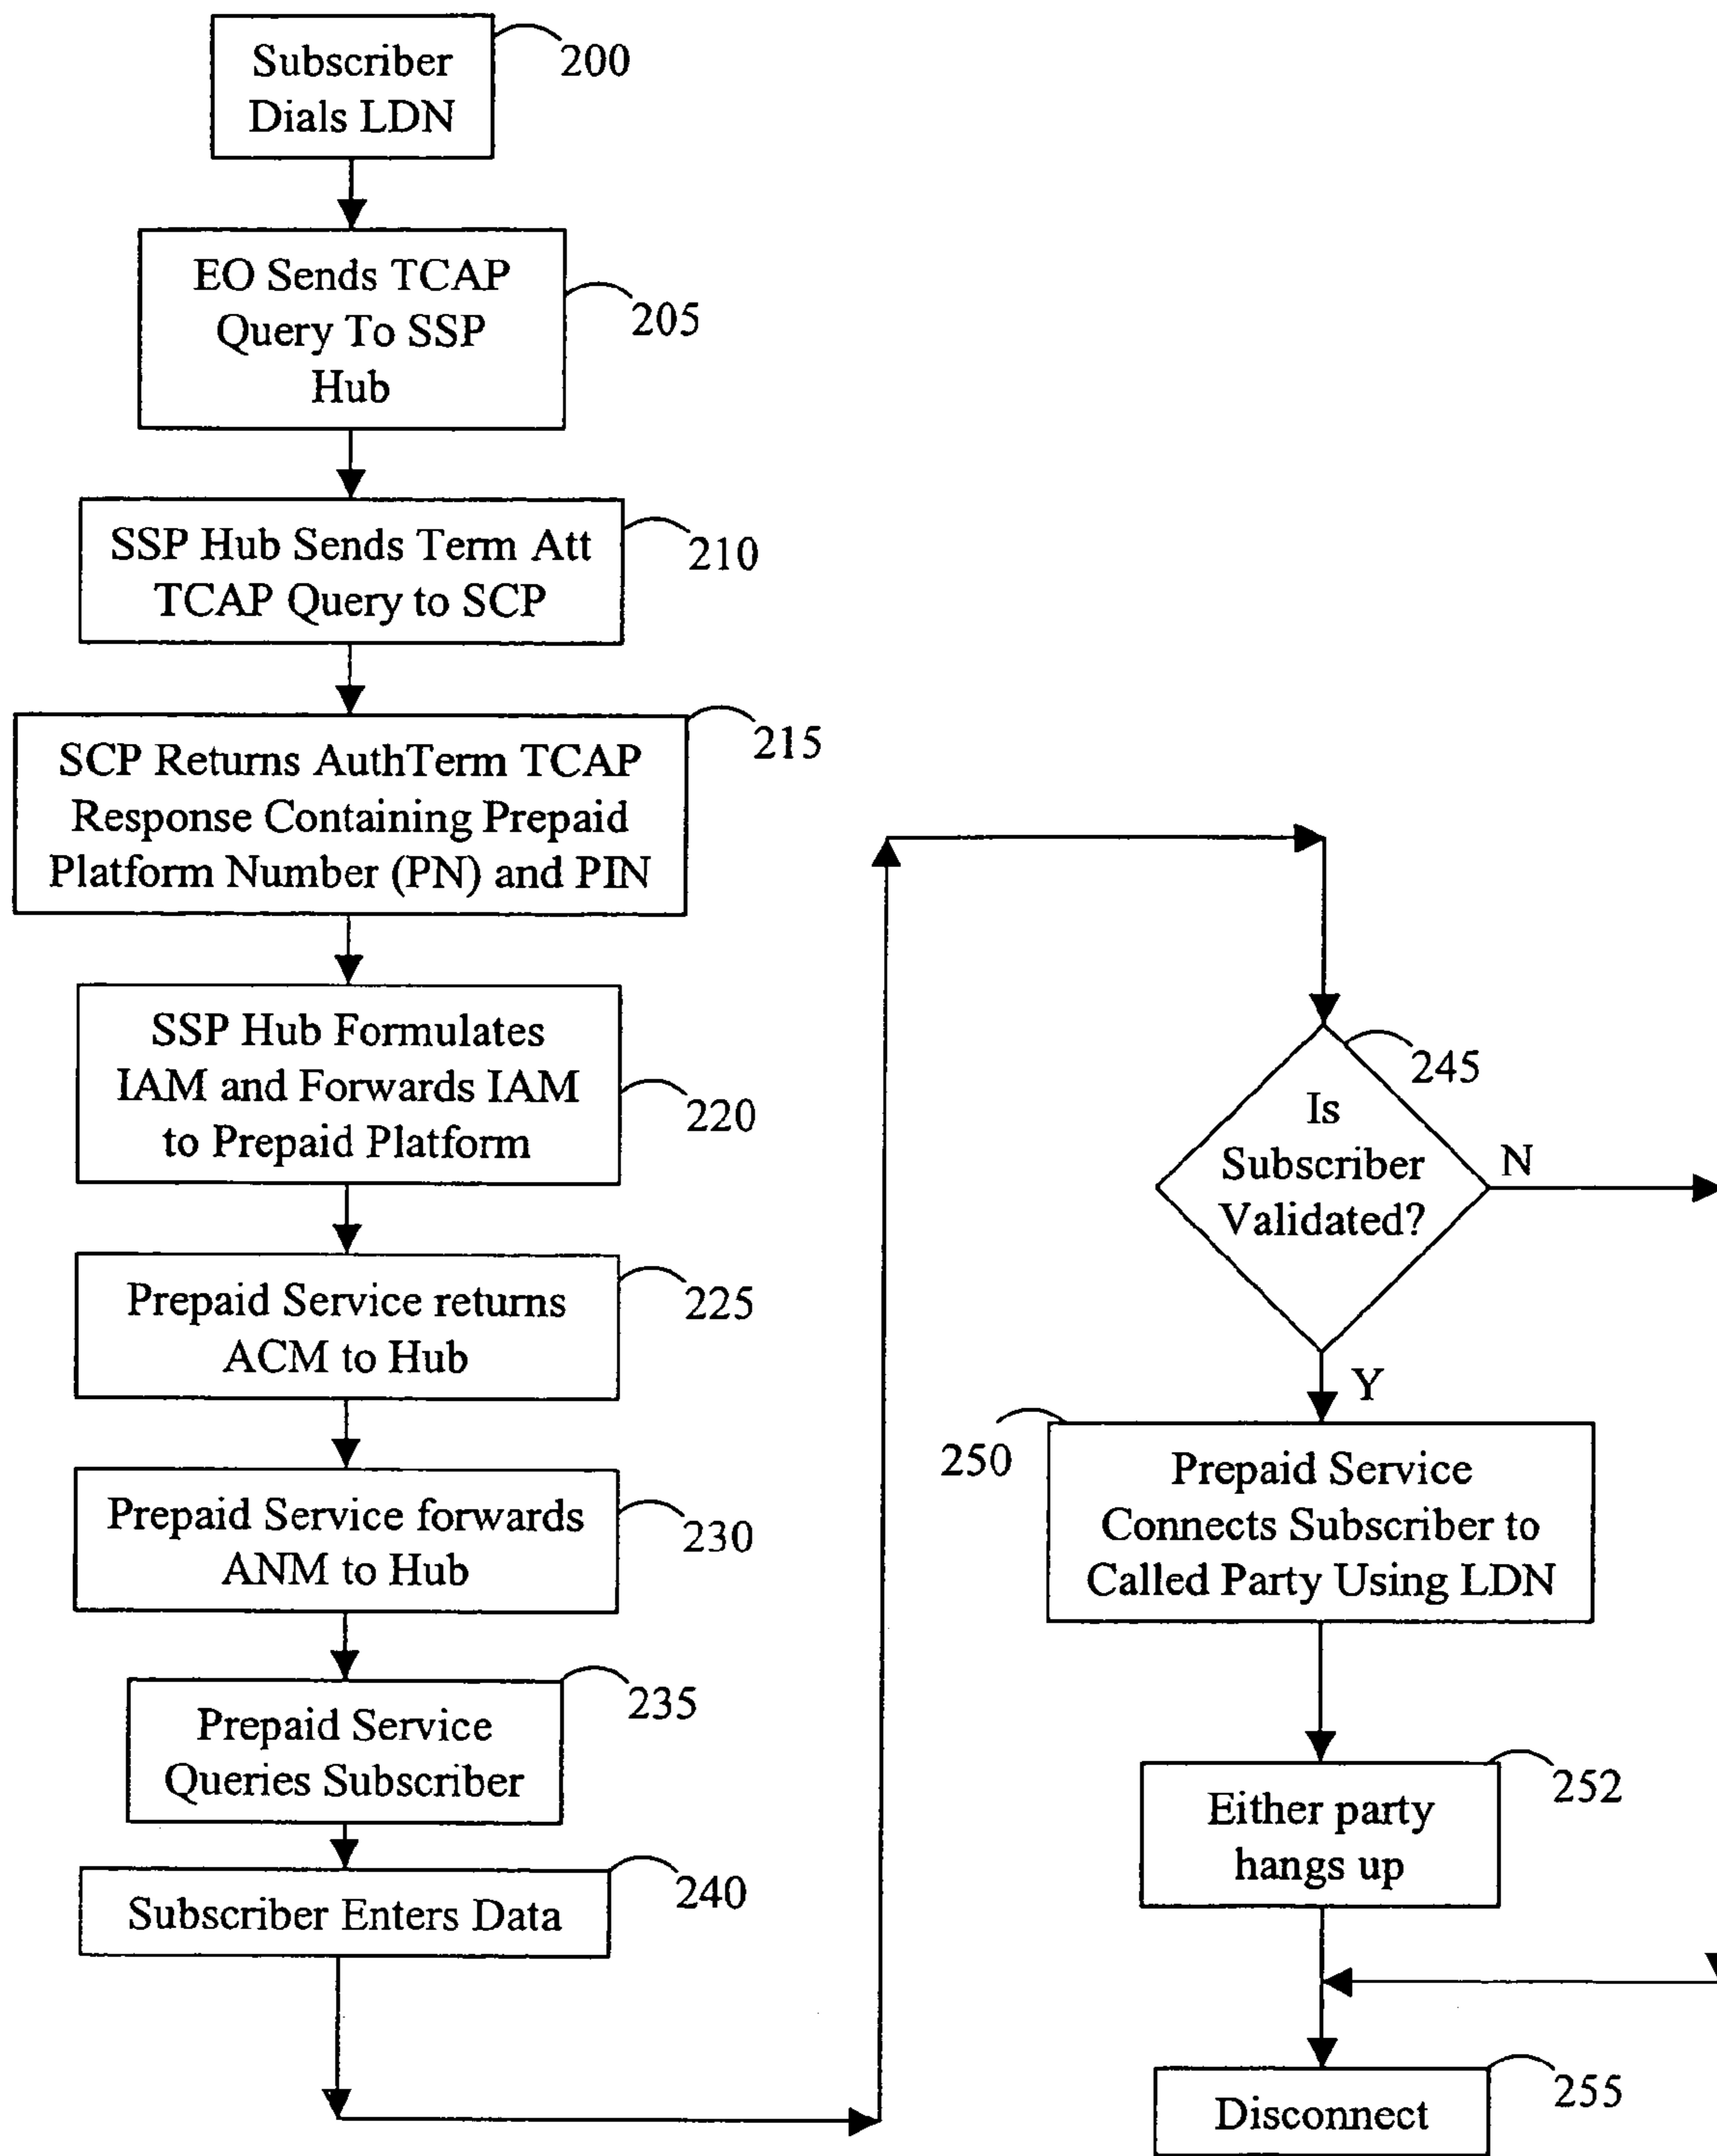 Subscriber
Dials LDN
200
EO Sends TCAP
Query To SSP
Hub
205
SSP Hub Sends Term Att
TCAP Query to SCP
210
SCP Returns AuthTerm TCAP
Response Containing Prepaid
Platform Number (PN) and PIN
215
SSP Hub Formulates
IAM and Forwards IAM
to Prepaid Platform
220
Prepaid Service returns
ACM to Hub
225
Prepaid Service forwards
ANM to Hub
230
Prepaid Service
Queries Subscriber
235
Subscriber Enters Data
240
Is
Subscriber
Validated?
245
N
Y
250
Prepaid Service
Connects Subscriber to
Called Party Using LDN
Either party
hangs up
252
Disconnect
255